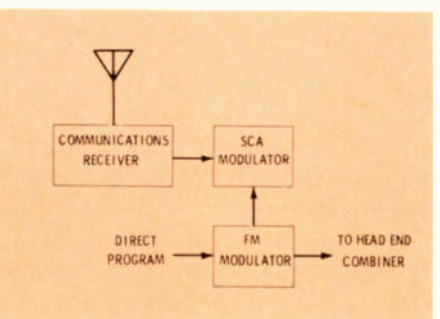 COMMUNICATIONS
RECEIVER
SCA
MODULATOR
DIRECT
PROGRAM
FM
MODULATOR
TO HEAD END
COMBINER